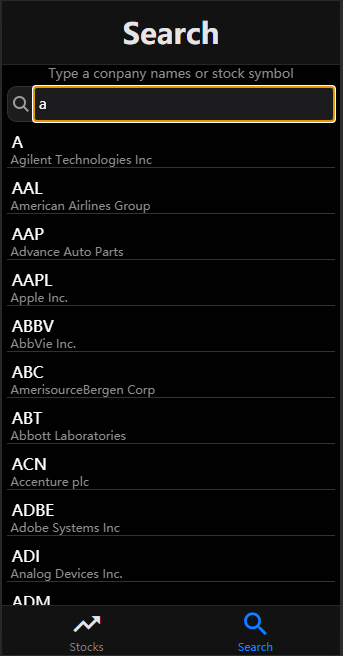 Search
Type a conpany names or stock symbol
a
A
Agilent Technologies Inc
AAL
American Airlines Group
AAP
Advance Auto Parts
AAPL
Apple Inc.
ABBV
AbbVie Inc.
ABC
AmerisourceBergen Corp
ABT
Abbott Laboratories
ACN
Accenture plc
ADBE
Adobe Systems Inc
ADI
Analog Devices Inc.
ADM
Stocks
Search